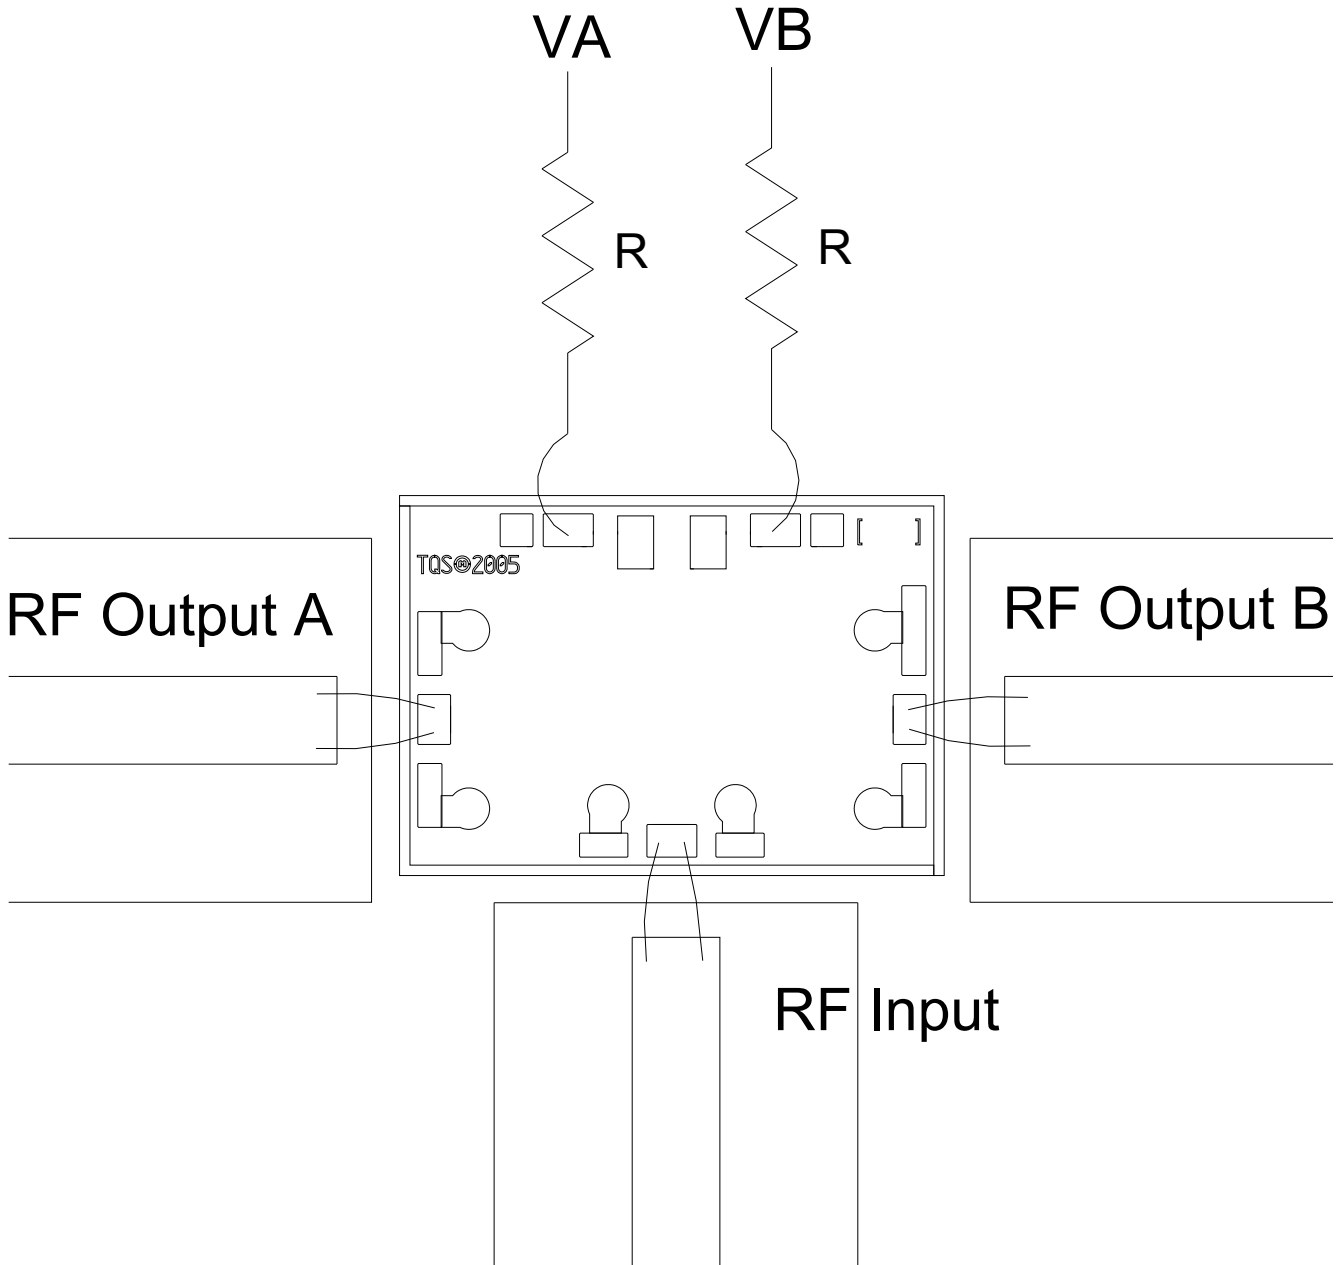 VA
VB
R
R
[ ]
TQS®2005
RF Output A
RF Output B
RF Input